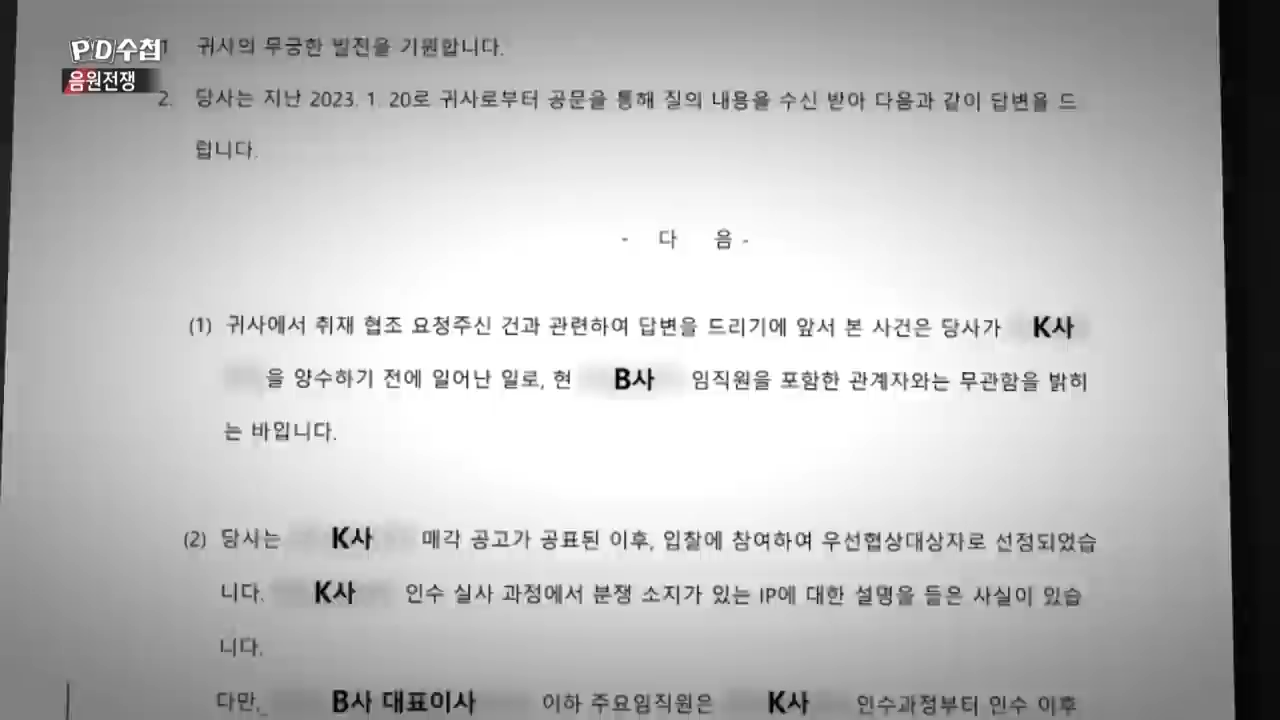 PD수첩
음원전쟁
1 귀사의 무궁한 발전을 기원합니다.
2. 당사는 지난 2023. 1. 20로 귀사로부터 공문을 통해 질의 내용을 수신 받아 다음과 같이 답변을 드
립니다.
- 다 음 -
(1) 귀사에서 취재 협조 요청주신 건과 관련하여 답변을 드리기에 앞서 본 사건은 당사가 K사
을 양수하기 전에 일어난 일로, 현 B사 임직원을 포함한 관계자와는 무관함을 밝히
는 바입니다.
(2) 당사는 K사 매각 공고가 공표된 이후, 입찰에 참여하여 우선협상대상자로 선정되었습
니다. K사 인수 실사 과정에서 분쟁 소지가 있는 IP에 대한 설명을 들은 사실이 있습
니다.
다만, B사 대표이사 이하 주요임직원은 K사 인수과정부터 인수 이후